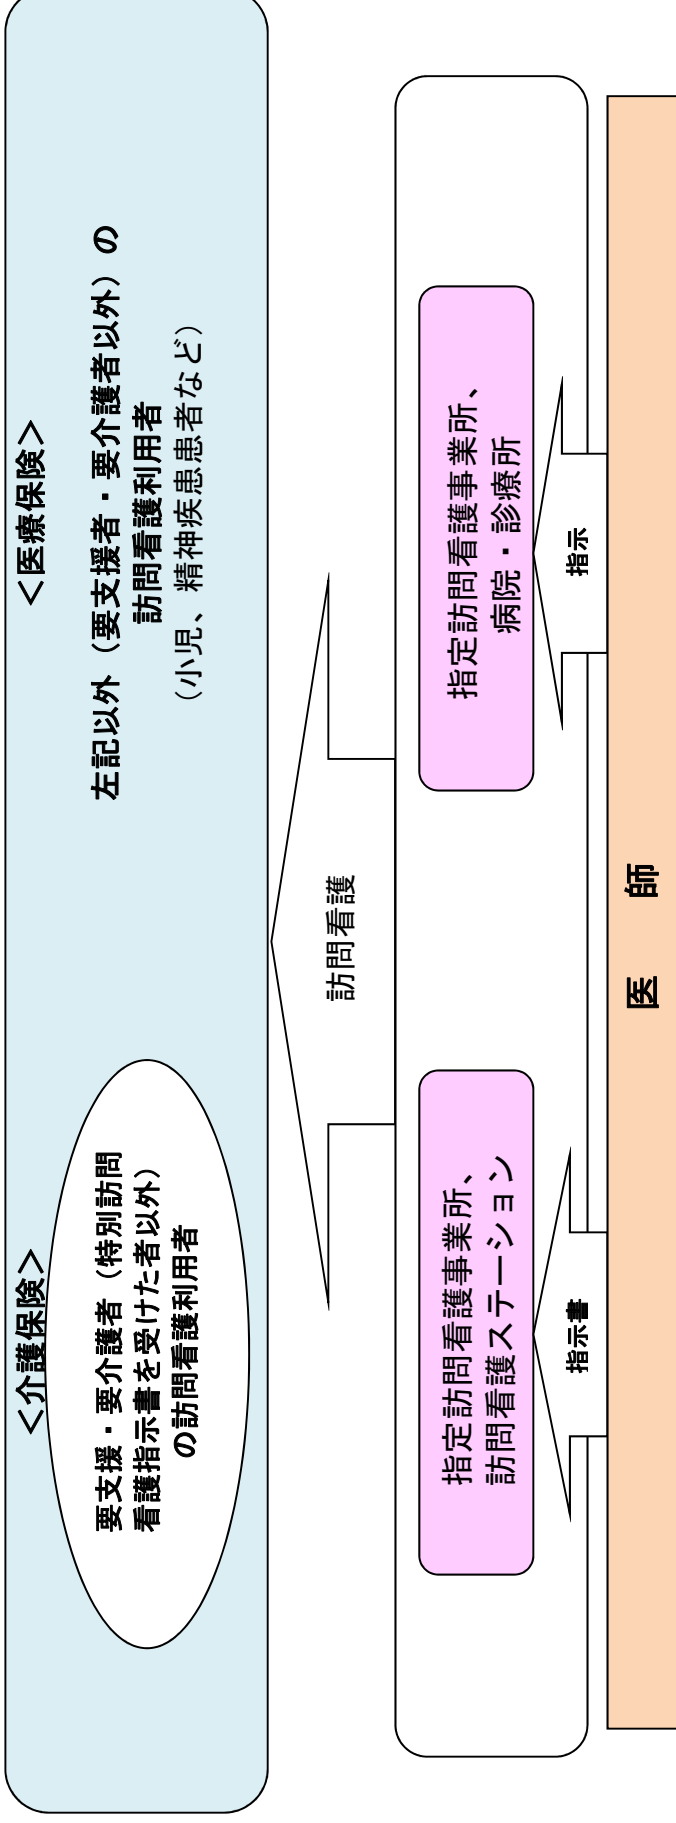 ＜介護保険＞
要支援・要介護者（特別訪問
看護指示書を受けた者以外）
の訪問看護利用者
＜医療保険＞
左記以外（要支援者・要介護者以外）の
訪問看護利用者
（小児、精神疾患患者など）
訪問看護
指定訪問看護事業所、
訪問看護ステーション
指定訪問看護事業所、
病院・診療所
指示書
指示
医　師